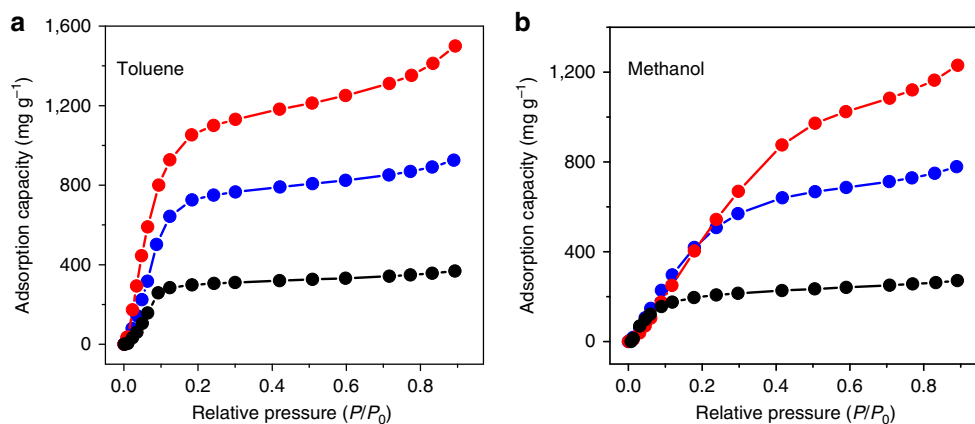 a
Toluene
1,600
1,200
800
400
0
0.0 0.2 0.4 0.6 0.8
Adsorption capacity (mg g⁻¹)
Relative pressure (P/P₀)
b
Methanol
1,200
800
400
0
0.0 0.2 0.4 0.6 0.8
Adsorption capacity (mg g⁻¹)
Relative pressure (P/P₀)